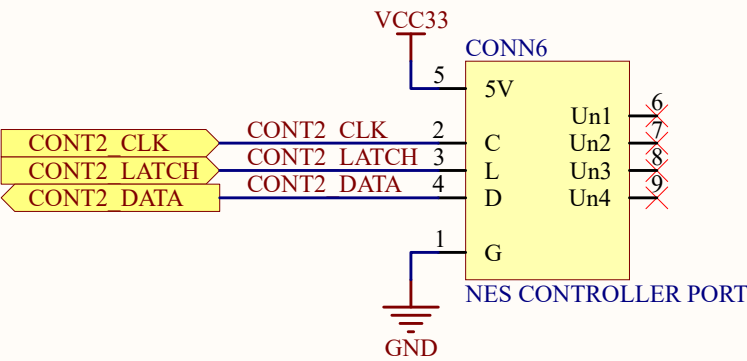 VCC33
CONN6
5 5V
6 Un1
CONT2_CLK CONT2_CLK 2 C Un2 7
CONT2_LATCH CONT2_LATCH 3 L Un3 8
CONT2_DATA CONT2_DATA 4 D Un4 9
1 G
NES CONTROLLER PORT
GND